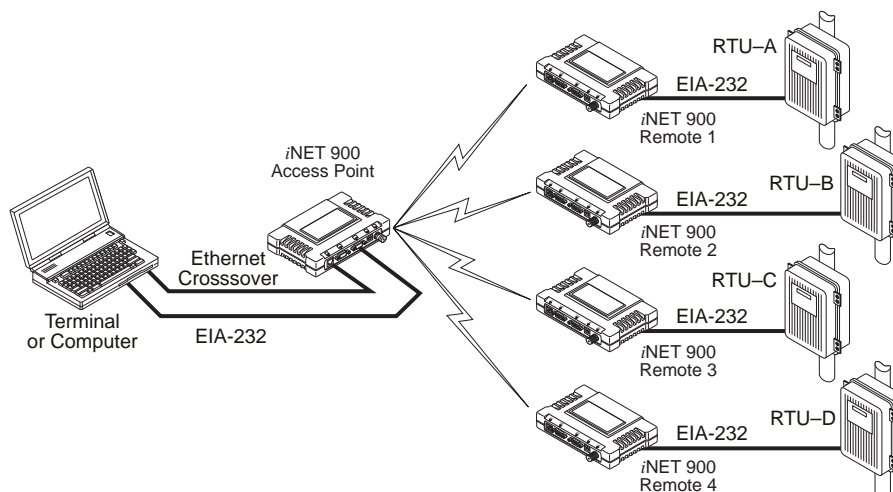 RTU–A
EIA-232
iNET 900
Remote 1
iNET 900
Access Point
RTU–B
EIA-232
iNET 900
Remote 2
Ethernet
Crosssover
Terminal
or Computer
EIA-232
RTU–C
EIA-232
iNET 900
Remote 3
RTU–D
EIA-232
iNET 900
Remote 4